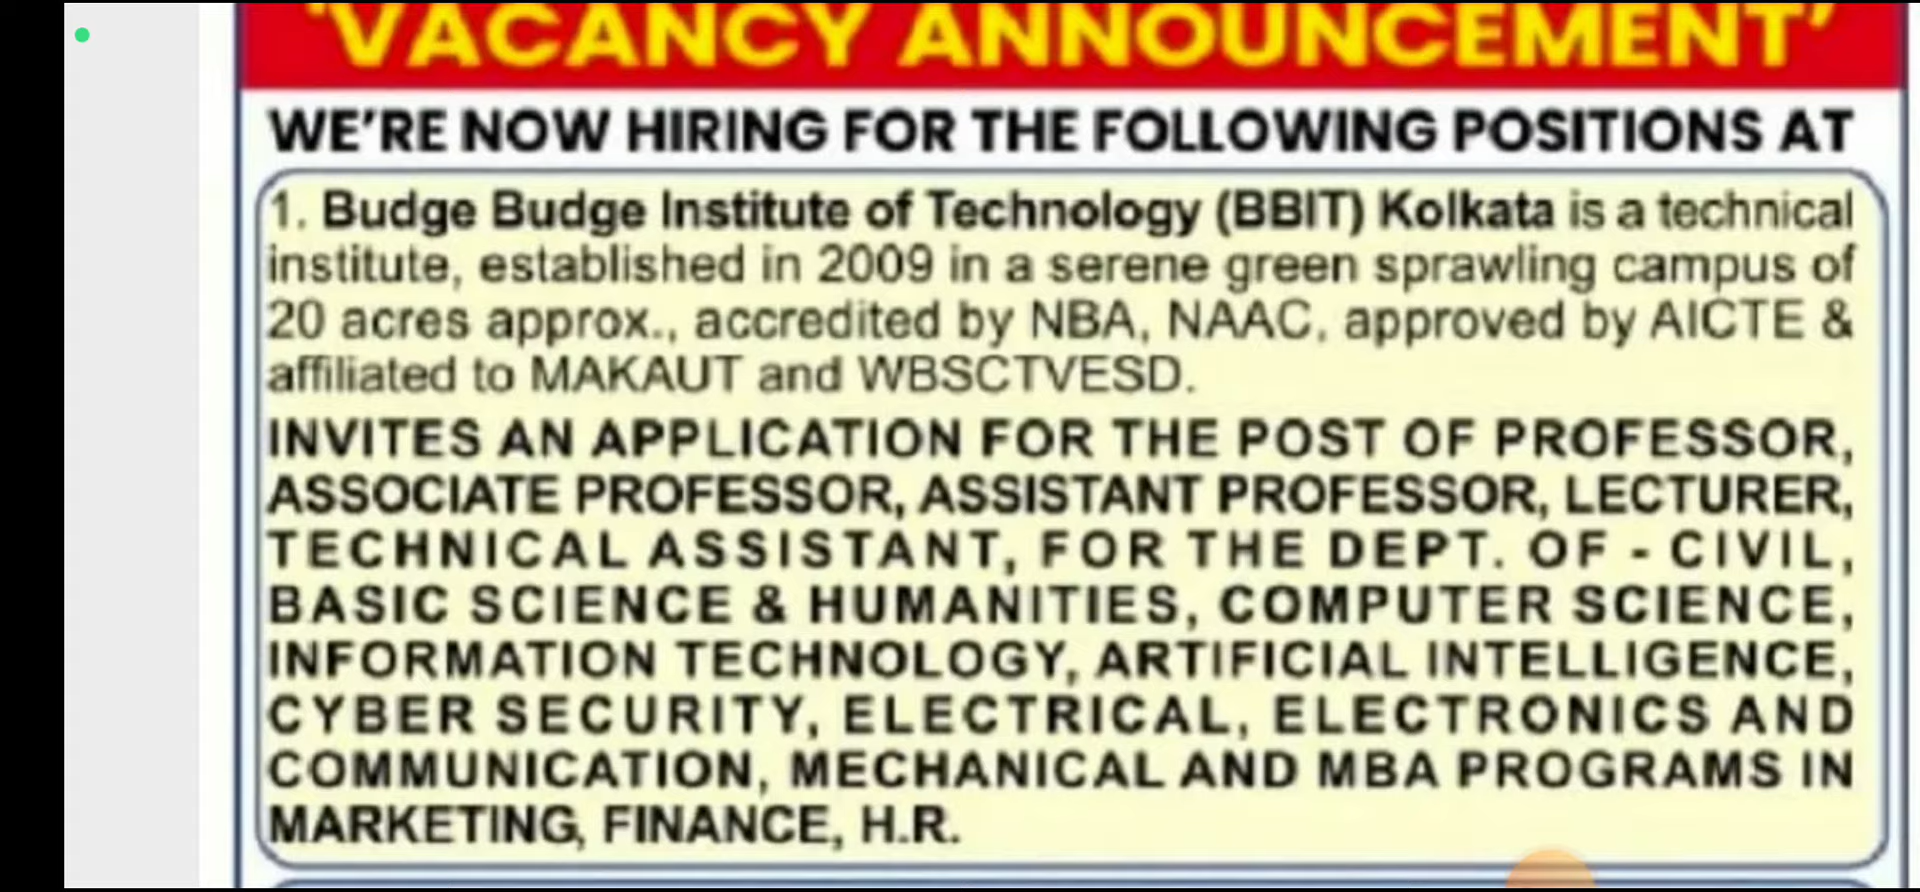 'VACANCY ANNOUNCEMENT'
WE'RE NOW HIRING FOR THE FOLLOWING POSITIONS AT
1. Budge Budge Institute of Technology (BBIT) Kolkata is a technical
institute, established in 2009 in a serene green sprawling campus of
20 acres approx., accredited by NBA, NAAC, approved by AICTE &
affiliated to MAKAUT and WBSCTVESD.
INVITES AN APPLICATION FOR THE POST OF PROFESSOR,
ASSOCIATE PROFESSOR, ASSISTANT PROFESSOR, LECTURER,
TECHNICAL ASSISTANT, FOR THE DEPT. OF - CIVIL,
BASIC SCIENCE & HUMANITIES, COMPUTER SCIENCE,
INFORMATION TECHNOLOGY, ARTIFICIAL INTELLIGENCE,
CYBER SECURITY, ELECTRICAL, ELECTRONICS AND
COMMUNICATION, MECHANICAL AND MBA PROGRAMS IN
MARKETING, FINANCE, H.R.